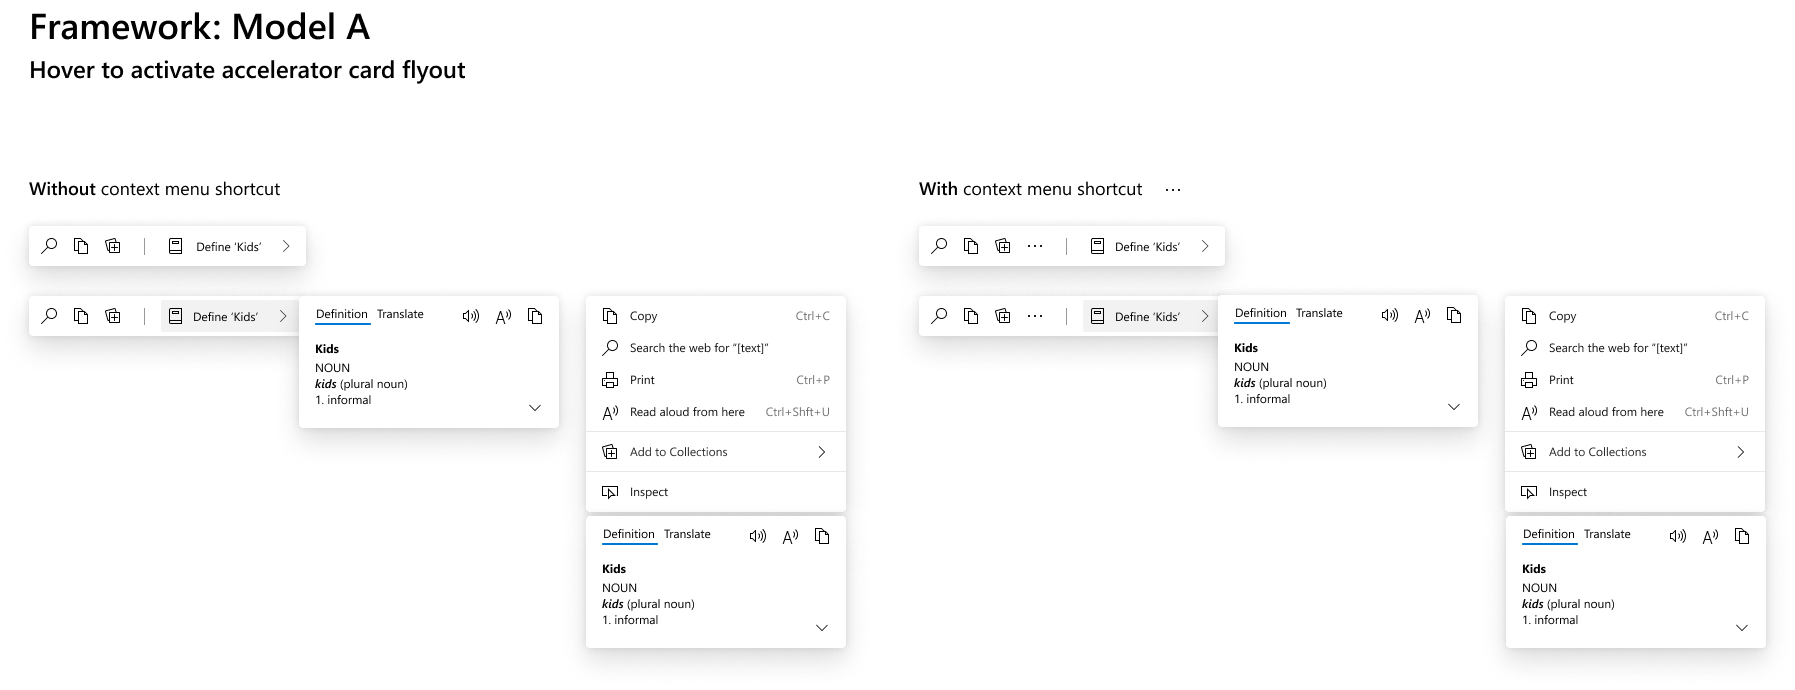 Framework: Model A
Hover to activate accelerator card flyout
Without context menu shortcut
Define ‘Kids’
Define ‘Kids’
Definition Translate
Kids
NOUN
kids (plural noun)
1. informal
Copy Ctrl+C
Search the web for “[text]”
Print Ctrl+P
Read aloud from here Ctrl+Shft+U
Add to Collections
Inspect
Definition Translate
Kids
NOUN
kids (plural noun)
1. informal
With context menu shortcut ···
Define ‘Kids’
Define ‘Kids’
Definition Translate
Kids
NOUN
kids (plural noun)
1. informal
Copy Ctrl+C
Search the web for “[text]”
Print Ctrl+P
Read aloud from here Ctrl+Shft+U
Add to Collections
Inspect
Definition Translate
Kids
NOUN
kids (plural noun)
1. informal